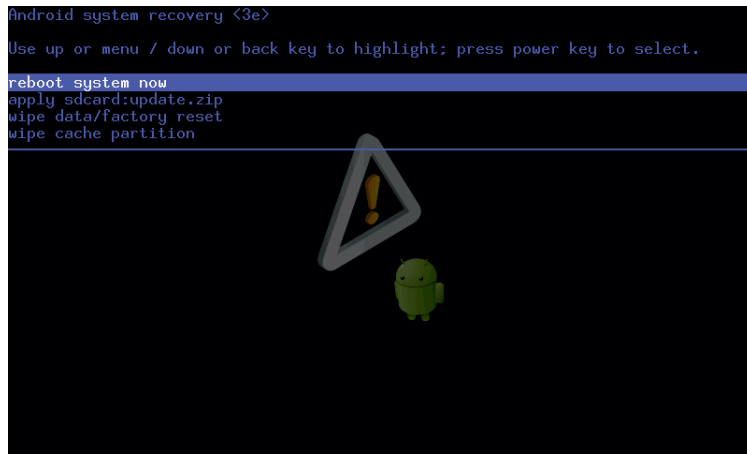 Android system recovery <3e>
Use up or menu / down or back key to highlight; press power key to select.
reboot system now
apply sdcard:update.zip
wipe data/factory reset
wipe cache partition